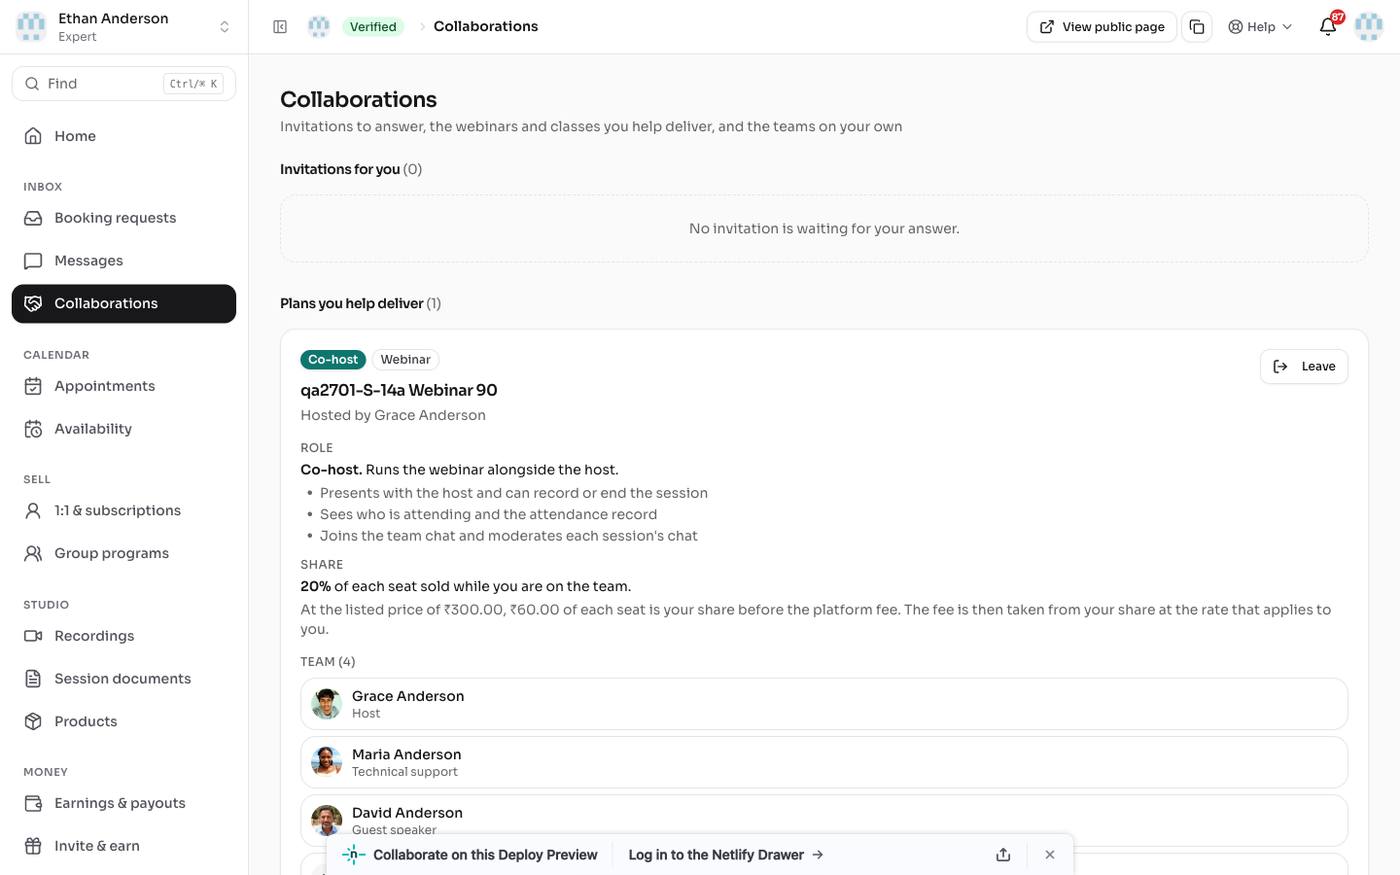 Ethan Anderson
Expert
Find
Ctrl/⌘ K
Home
INBOX
Booking requests
Messages
Collaborations
CALENDAR
Appointments
Availability
SELL
1:1 & subscriptions
Group programs
STUDIO
Recordings
Session documents
Products
MONEY
Earnings & payouts
Invite & earn
Verified
Collaborations
View public page
Help
87
Collaborations
Invitations to answer, the webinars and classes you help deliver, and the teams on your own
Invitations for you (0)
No invitation is waiting for your answer.
Plans you help deliver (1)
Co-host
Webinar
Leave
qa2701-S-14a Webinar 90
Hosted by Grace Anderson
ROLE
Co-host. Runs the webinar alongside the host.
• Presents with the host and can record or end the session
• Sees who is attending and the attendance record
• Joins the team chat and moderates each session's chat
SHARE
20% of each seat sold while you are on the team.
At the listed price of ₹300.00, ₹60.00 of each seat is your share before the platform fee. The fee is then taken from your share at the rate that applies to
you.
TEAM (4)
Grace Anderson
Host
Maria Anderson
Technical support
David Anderson
Guest speaker
Collaborate on this Deploy Preview
Log in to the Netlify Drawer →